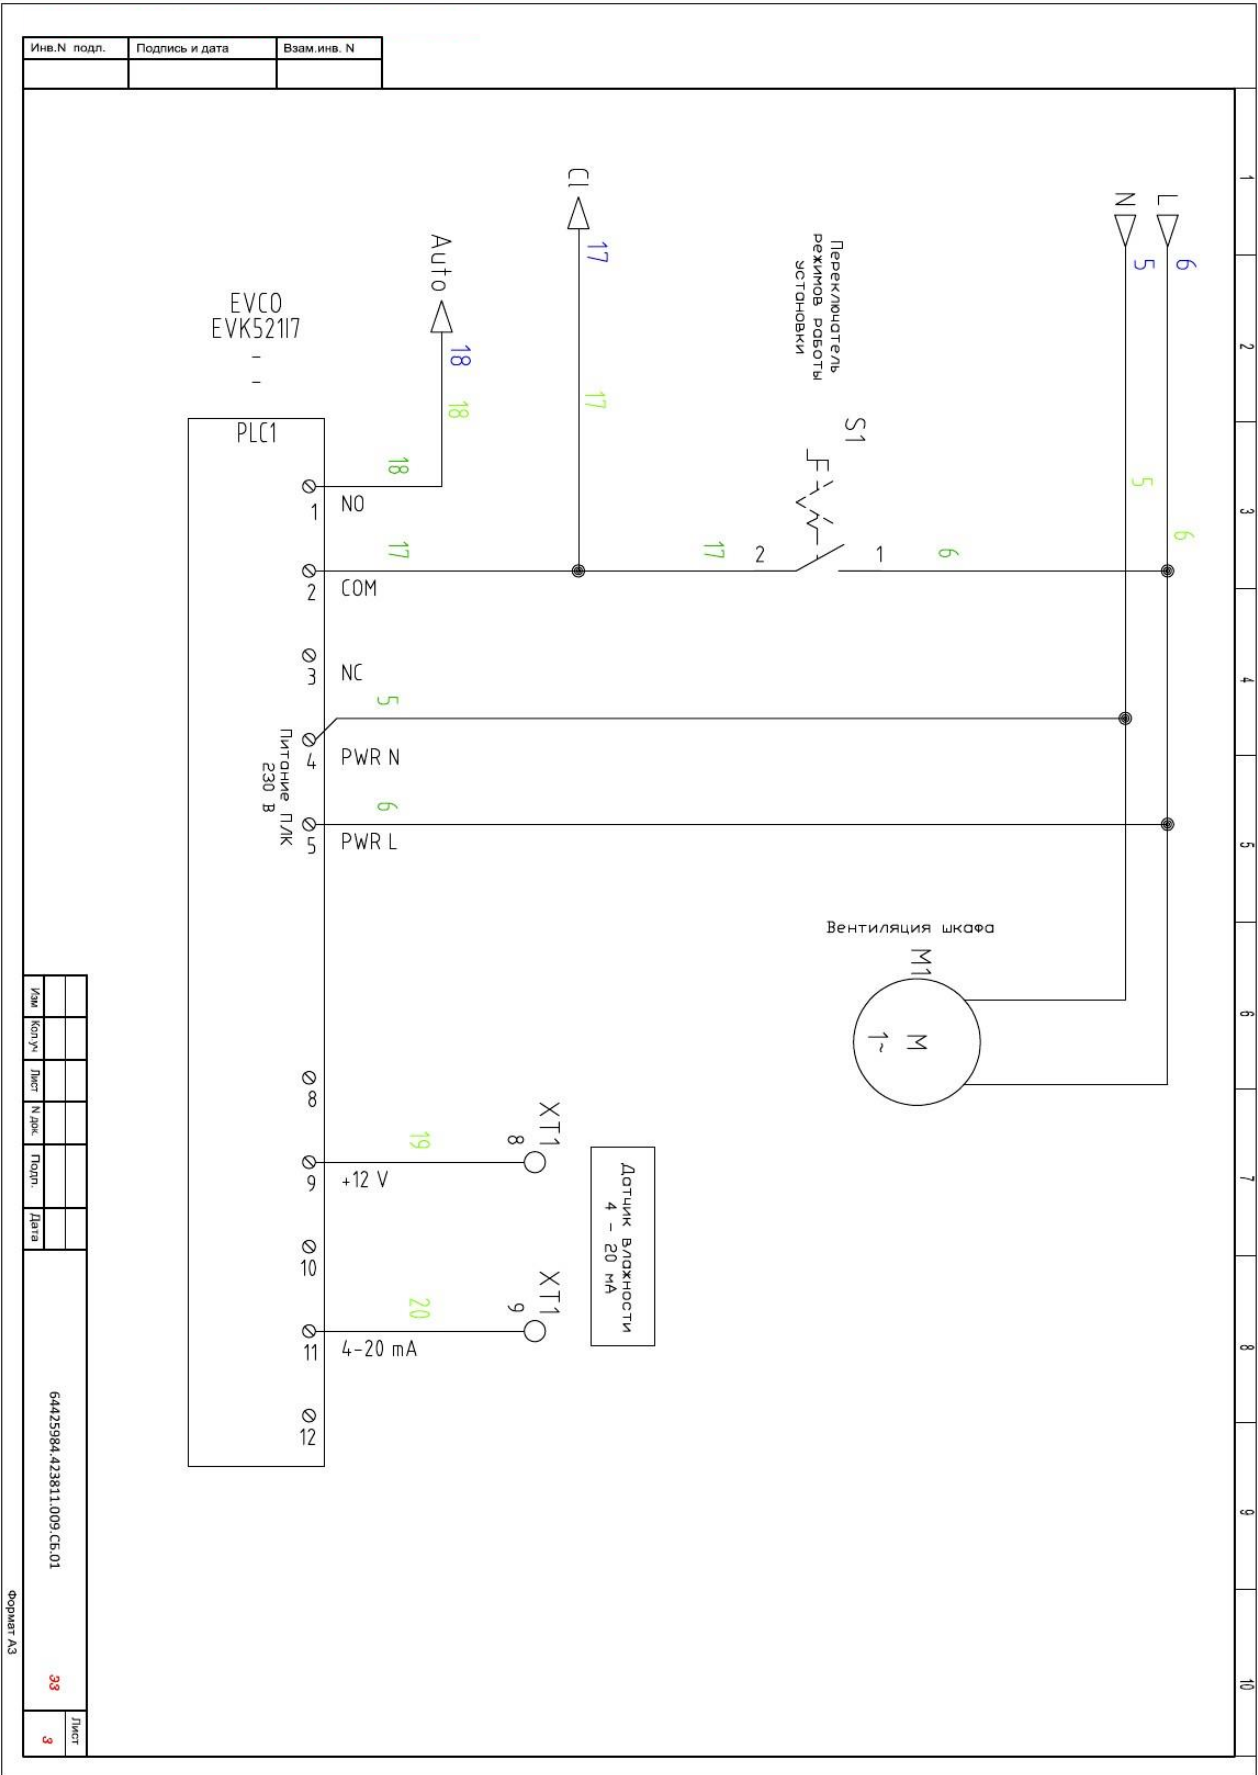 Инв.N подл.
Подпись и дата
Взам.инв. N
1
2
3
4
5
6
7
8
9
10
L
6
N
5
6
5
Переключатель
режимов работы
установки
S1
1
2
6
17
CI
17
17
Auto
18
18
EVCO
EVK521I7
-
-
PLC1
18
1
NO
17
2
COM
3
NC
5
4
PWR N
Питание ПЛК
230 В
6
5
PWR L
Вентиляция шкафа
M1
M
1~
8
XT1
8
19
9
+12 V
Датчик влажности
4 - 20 мА
10
XT1
9
20
11
4-20 mA
12
Изм
Кол.уч
Лист
N док.
Подп.
Дата
64425984.423811.009.СБ.01
ЭЗ
Лист
3
Формат А3